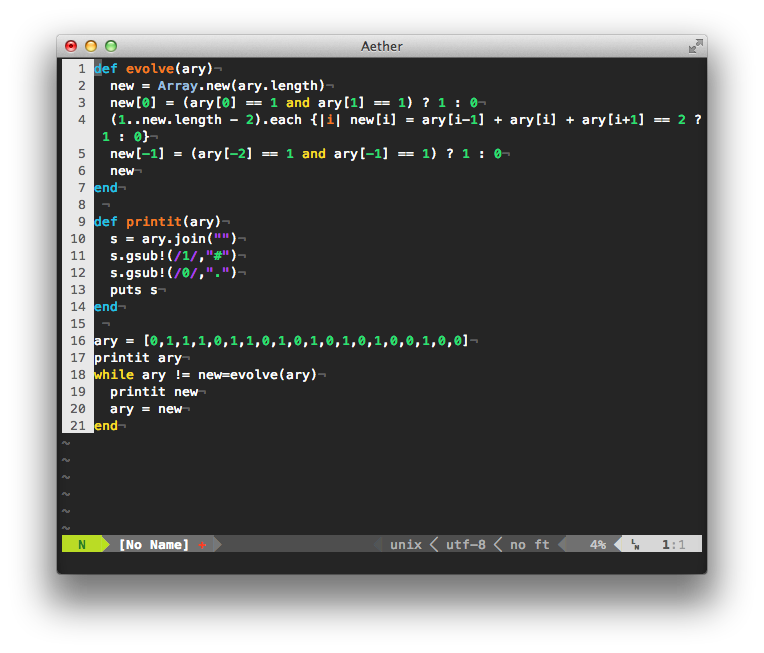 Aether
1 def evolve(ary)¬
2 new = Array.new(ary.length)¬
3 new[0] = (ary[0] == 1 and ary[1] == 1) ? 1 : 0¬
4 (1..new.length - 2).each {|i| new[i] = ary[i-1] + ary[i] + ary[i+1] == 2 ?
1 : 0}¬
5 new[-1] = (ary[-2] == 1 and ary[-1] == 1) ? 1 : 0¬
6 new¬
7 end¬
8 ¬
9 def printit(ary)¬
10 s = ary.join("")¬
11 s.gsub!(/1/,"#")¬
12 s.gsub!(/0/,".")¬
13 puts s¬
14 end¬
15 ¬
16 ary = [0,1,1,1,0,1,1,0,1,0,1,0,1,0,1,0,0,1,0,0]¬
17 printit ary¬
18 while ary != new=evolve(ary)¬
19 printit new¬
20 ary = new¬
21 end¬
~
~
~
~
~
~
N [No Name] + unix < utf-8 < no ft 4% LN 1:1